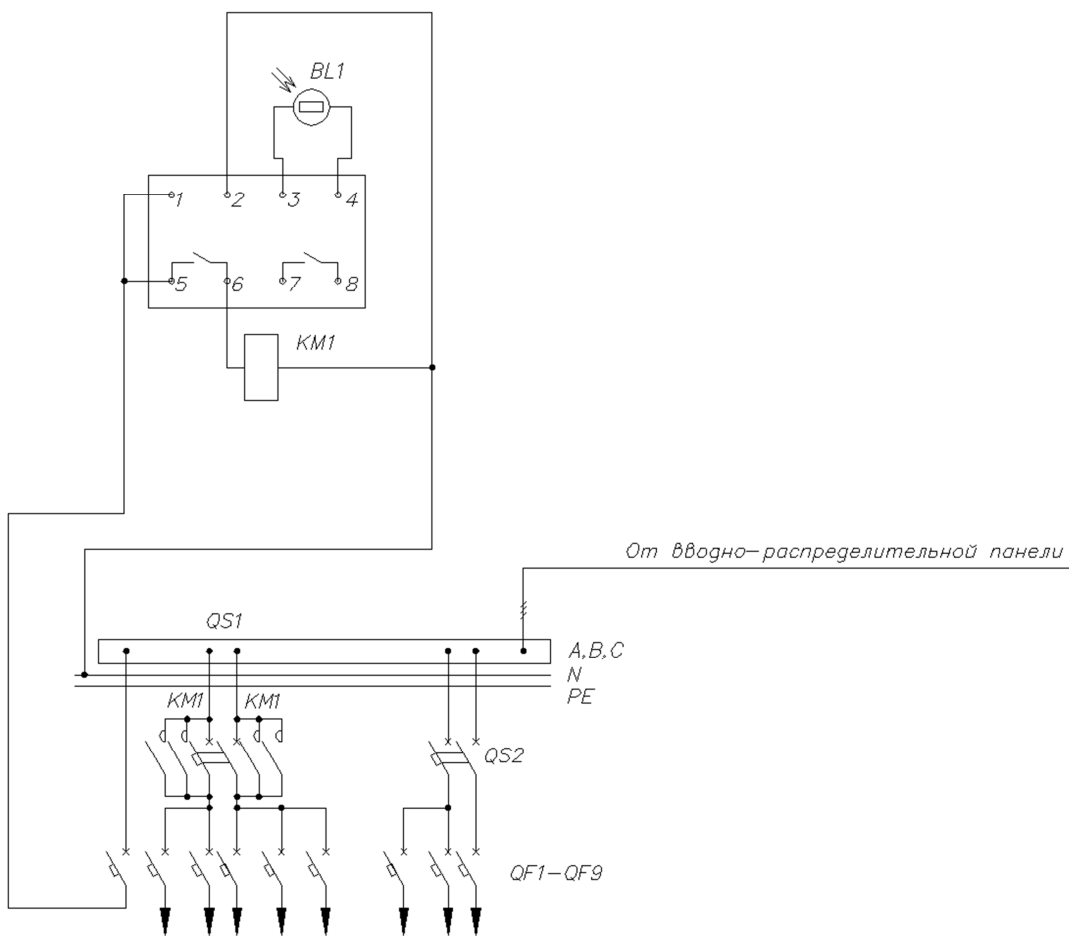 BL1
1 2 3 4
5 6 7 8
KM1
От вводно-распределительной панели
QS1
A,B,C
N
PE
KM1 KM1
QS2
QF1-QF9